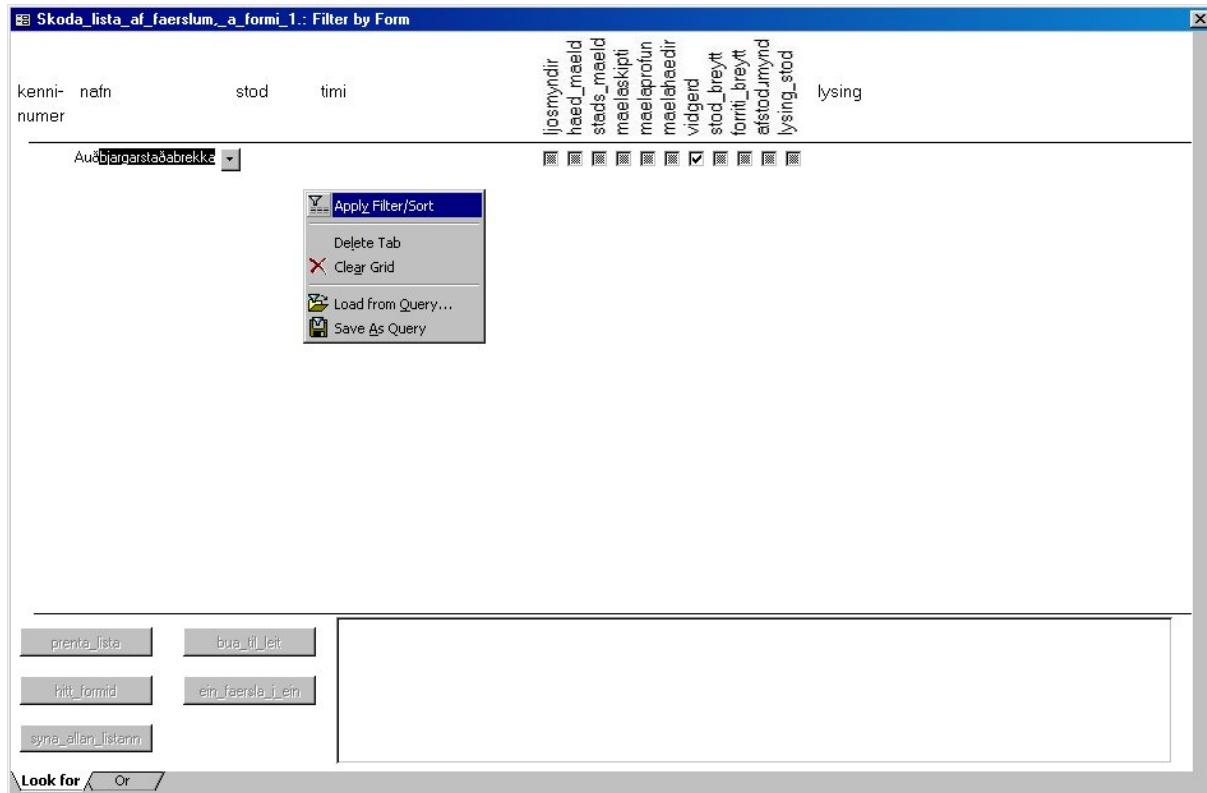 Skoda_lista_af_faerslum,_a_formi_1.: Filter by Form
kenni- nafn stod timi ljosmyndir haed_maeld stads_maeld maelaskipti maelaprofun maelahaedir vidgerd stod_breytt forriti_breytt afstod.mynd lysing_stod lysing
numer
Auðbjargarstaðabrekka
Apply Filter/Sort
Delete Tab
Clear Grid
Load from Query...
Save As Query
prenta_lista bua_til_leit
hitt_formid ein_faersla_i_ein
syna_allan_listann
Look for Or